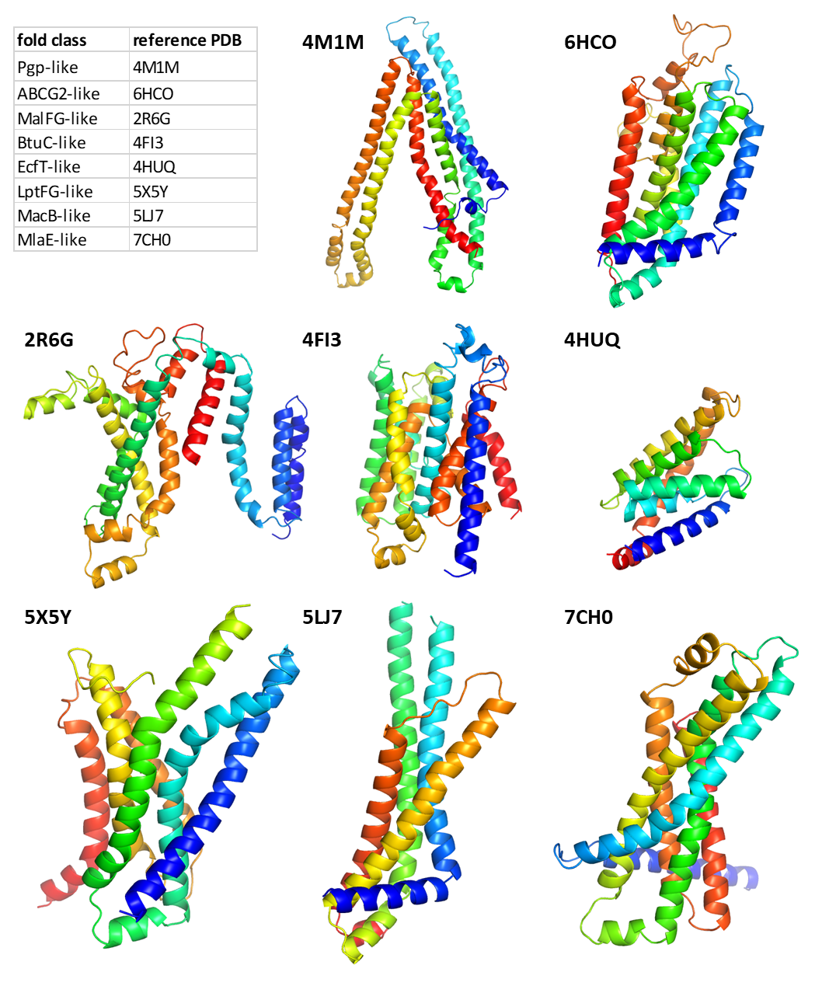 fold class reference PDB
Pgp-like 4M1M
ABCG2-like 6HCO
MalFG-like 2R6G
BtuC-like 4FI3
EcfT-like 4HUQ
LptFG-like 5X5Y
MacB-like 5LJ7
MlaE-like 7CH0
4M1M
6HCO
2R6G
4FI3
4HUQ
5X5Y
5LJ7
7CH0